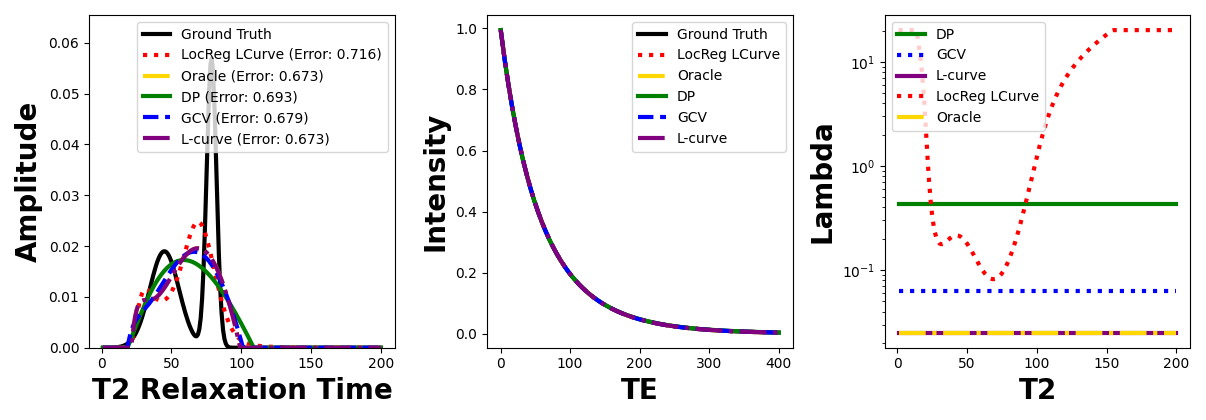 Amplitude
0.06
0.05
0.04
0.03
0.02
0.01
0.00
0
50
100
150
200
T2 Relaxation Time
Ground Truth
LocReg LCurve (Error: 0.716)
Oracle (Error: 0.673)
DP (Error: 0.693)
GCV (Error: 0.679)
L-curve (Error: 0.673)
Intensity
1.0
0.8
0.6
0.4
0.2
0.0
0
100
200
300
400
TE
Ground Truth
LocReg LCurve
Oracle
DP
GCV
L-curve
Lambda
10¹
10⁰
10⁻¹
0
50
100
150
200
T2
DP
GCV
L-curve
LocReg LCurve
Oracle